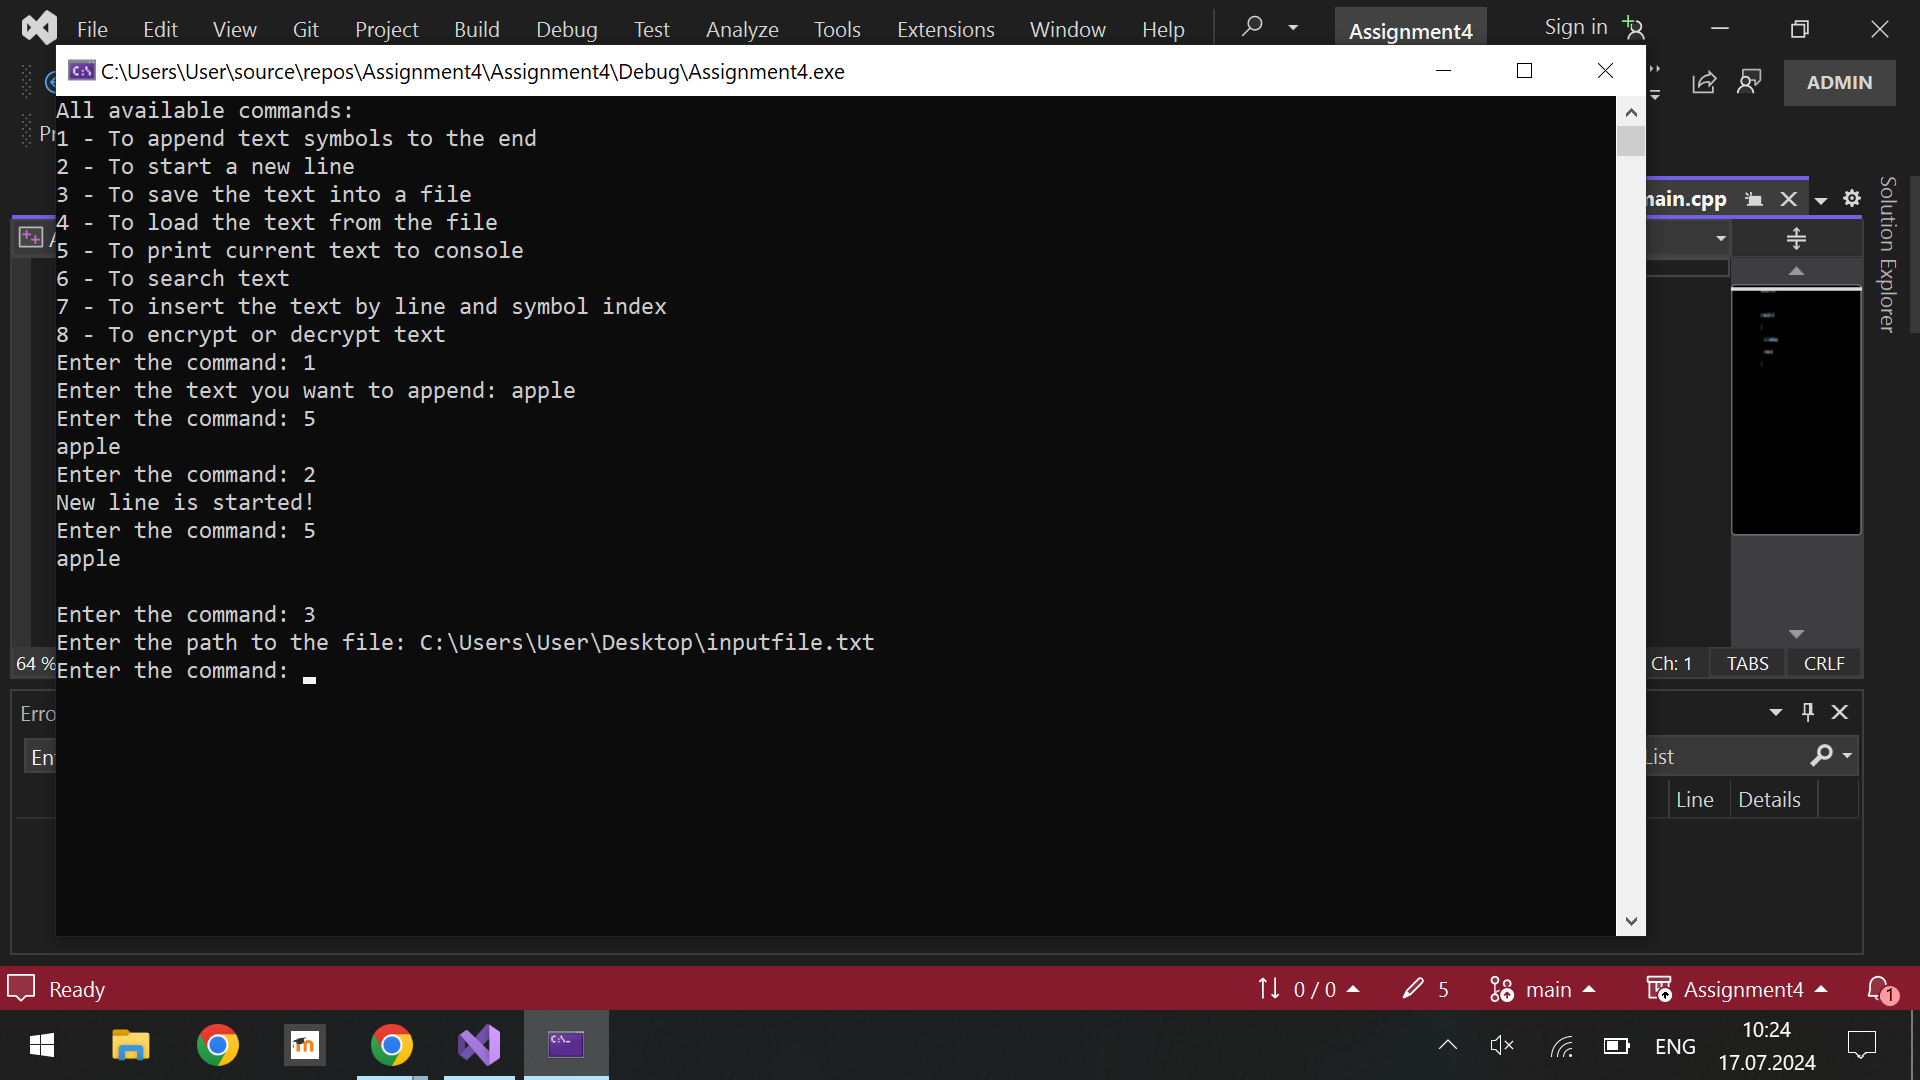 File Edit View Git Project Build Debug Test Analyze Tools Extensions Window Help Assignment4 Sign in
C:\Users\User\source\repos\Assignment4\Assignment4\Debug\Assignment4.exe
ADMIN
All available commands:
1 - To append text symbols to the end
2 - To start a new line
3 - To save the text into a file
4 - To load the text from the file
5 - To print current text to console
6 - To search text
7 - To insert the text by line and symbol index
8 - To encrypt or decrypt text
Enter the command: 1
Enter the text you want to append: apple
Enter the command: 5
apple
Enter the command: 2
New line is started!
Enter the command: 5
apple
Enter the command: 3
Enter the path to the file: C:\Users\User\Desktop\inputfile.txt
Enter the command:
main.cpp
Solution Explorer
64 % Ch: 1 TABS CRLF
Erro
En
List
Line Details
Ready 0 / 0 5 main Assignment4 1
ENG 10:24
17.07.2024